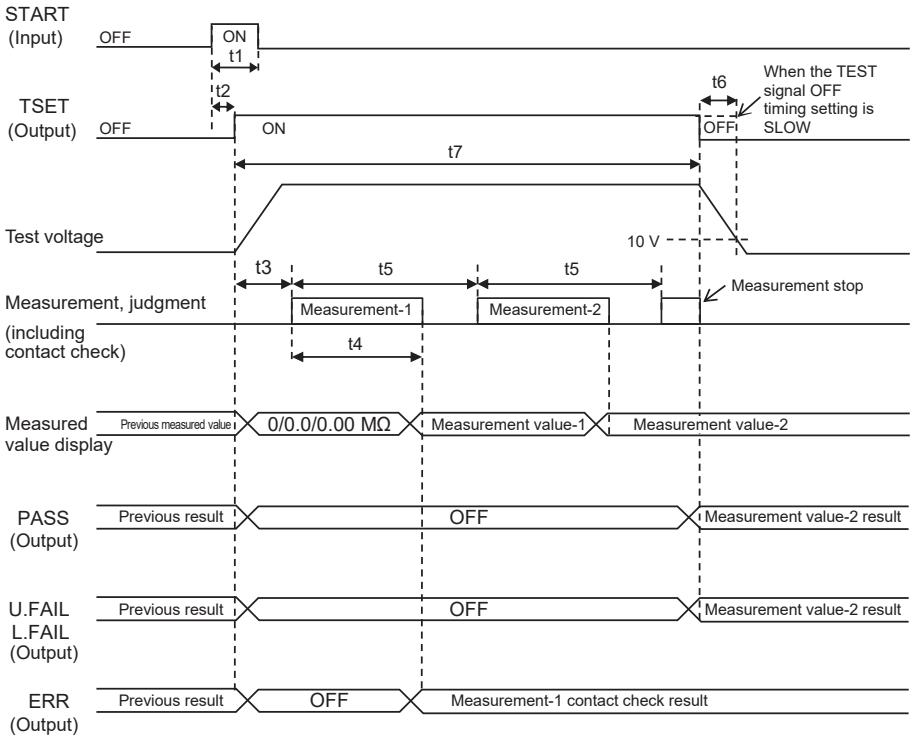 START
(Input)
OFF
ON
t1
t2
TSET
(Output)
OFF
ON
t6
When the TEST
signal OFF
timing setting is
SLOW
OFF
t7
Test voltage
10 V
t3
t5
t5
Measurement, judgment
(including
contact check)
Measurement-1
Measurement-2
Measurement stop
t4
Measured
value display
Previous measured value
0/0.0/0.00 MΩ
Measurement value-1
Measurement value-2
PASS
(Output)
Previous result
OFF
Measurement value-2 result
U.FAIL
L.FAIL
(Output)
Previous result
OFF
Measurement value-2 result
ERR
(Output)
Previous result
OFF
Measurement-1 contact check result